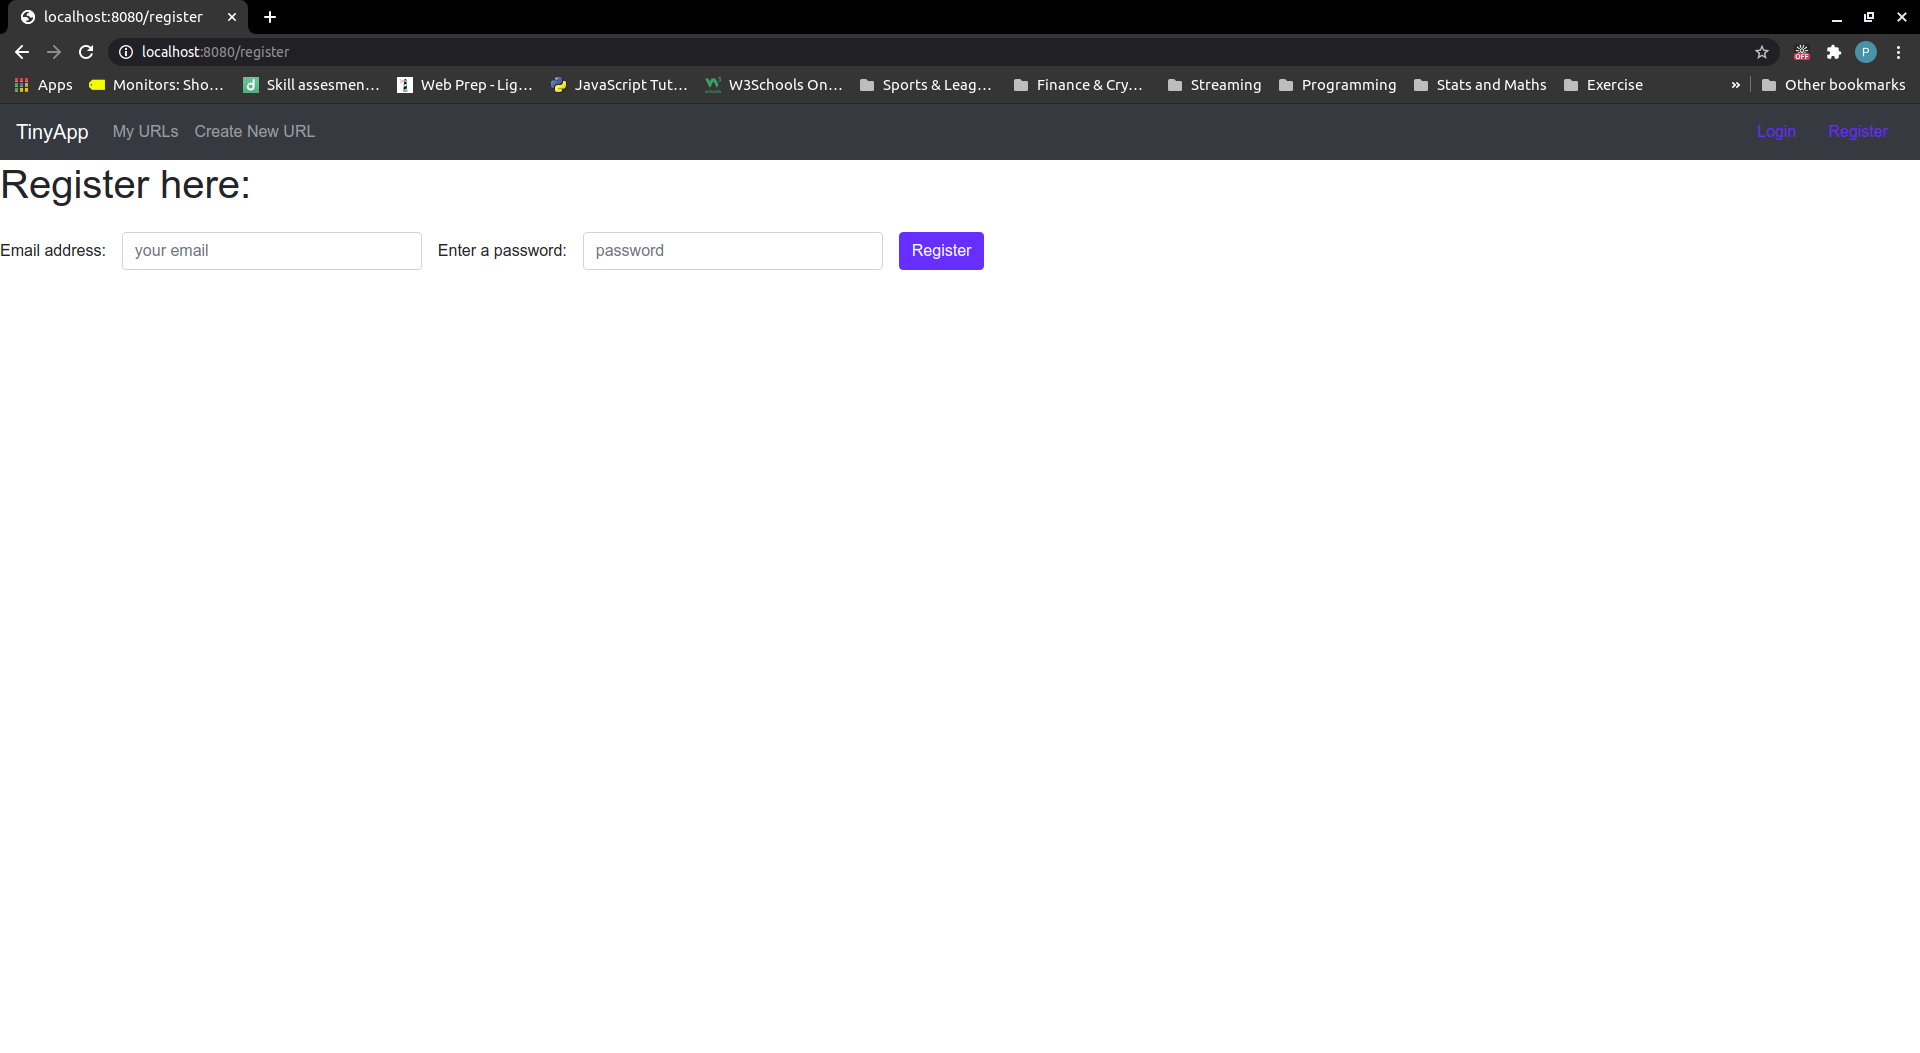 localhost:8080/register
localhost:8080/register
P
OFF
Apps Monitors: Sho... Skill assesmen... Web Prep - Lig... JavaScript Tut... W3Schools On... Sports & Leag... Finance & Cry... Streaming Programming Stats and Maths Exercise » Other bookmarks
TinyApp My URLs Create New URL Login Register
Register here:
Email address: your email Enter a password: password Register